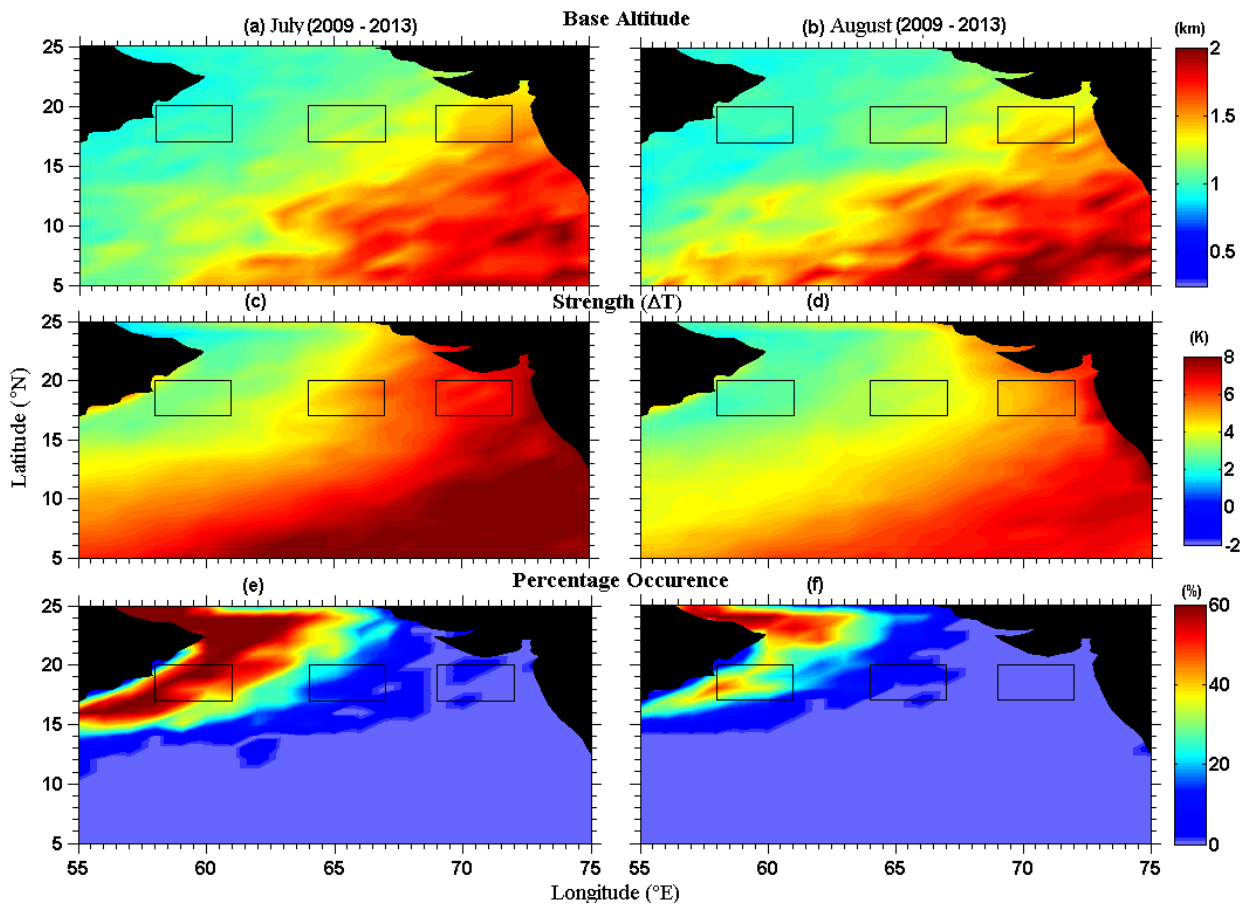 Base Altitude
(a) July (2009 - 2013)
(b) August (2009 - 2013)
(km)
25
20
15
10
5
2
1.5
1
0.5
Strength (ΔT)
(c)
(d)
(K)
25
20
15
10
5
8
6
4
2
0
-2
Latitude (°N)
Percentage Occurence
(e)
(f)
(%)
25
20
15
10
5
60
40
20
0
55 60 65 70 75
55 60 65 70 75
Longitude (°E)